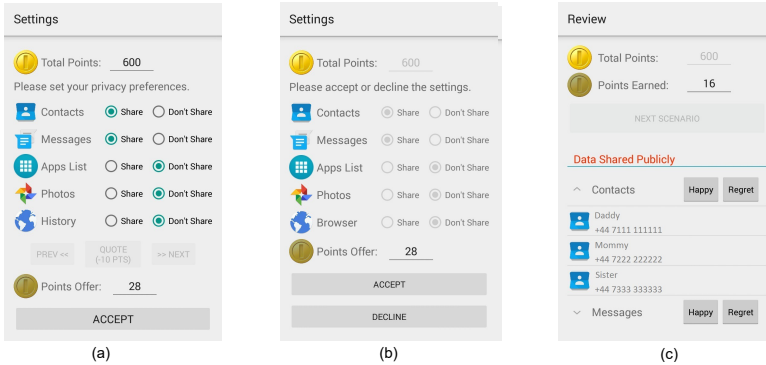 Settings
Total Points: 600
Please set your privacy preferences.
Contacts Share Don't Share
Messages Share Don't Share
Apps List Share Don't Share
Photos Share Don't Share
History Share Don't Share
PREV << QUOTE (-10 PTS) >> NEXT
Points Offer: 28
ACCEPT
(a)
Settings
Total Points: 600
Please accept or decline the settings.
Contacts Share Don't Share
Messages Share Don't Share
Apps List Share Don't Share
Photos Share Don't Share
Browser Share Don't Share
Points Offer: 28
ACCEPT
DECLINE
(b)
Review
Total Points: 600
Points Earned: 16
NEXT SCENARIO
Data Shared Publicly
Contacts Happy Regret
Daddy
+44 7111 111111
Mommy
+44 7222 222222
Sister
+44 7333 333333
Messages Happy Regret
(c)